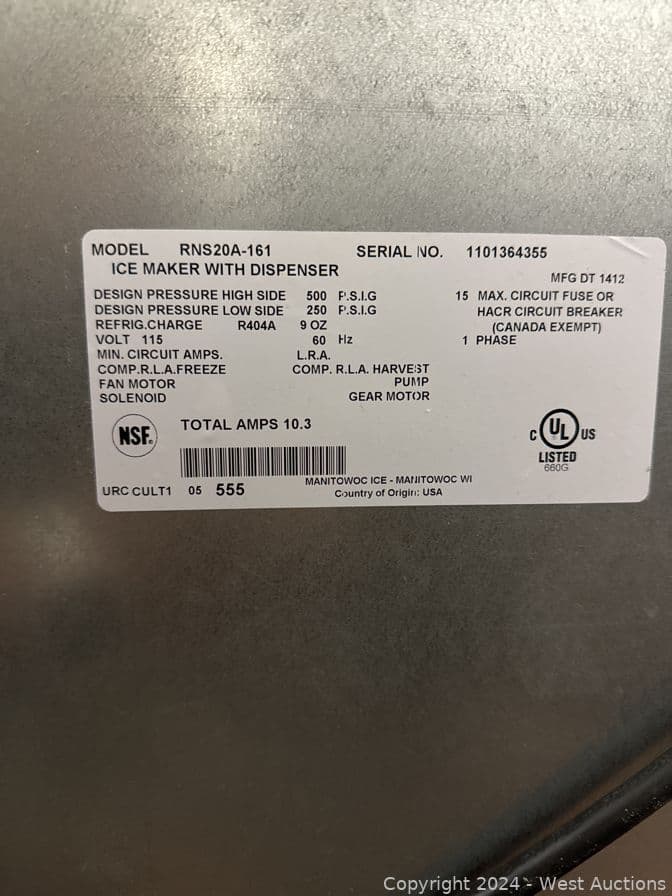 MODEL RNS20A-161 SERIAL NO. 1101364355
ICE MAKER WITH DISPENSER
MFG DT 1412
DESIGN PRESSURE HIGH SIDE 500 P.S.I.G 15 MAX. CIRCUIT FUSE OR
DESIGN PRESSURE LOW SIDE 250 P.S.I.G HACR CIRCUIT BREAKER
REFRIG.CHARGE R404A 9 OZ (CANADA EXEMPT)
VOLT 115 60 Hz 1 PHASE
MIN. CIRCUIT AMPS. L.R.A.
COMP.R.L.A.FREEZE COMP. R.L.A. HARVEST
FAN MOTOR PUMP
SOLENOID GEAR MOTOR
NSF. TOTAL AMPS 10.3
C UL US
LISTED
660G
MANITOWOC ICE - MANITOWOC WI
URC CULT1 05 555 Country of Origin: USA
Copyright 2024 - West Auctions